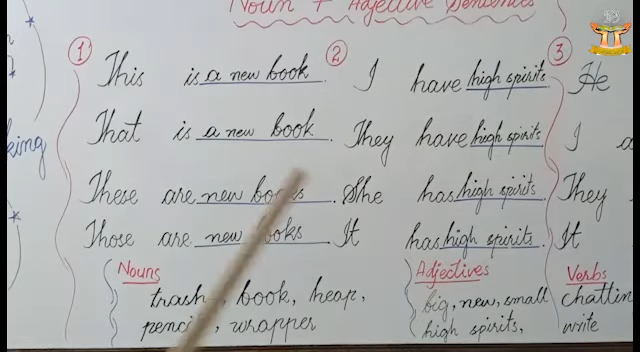 Noun + Adjective Sentences
1 This is a new book.
That is a new book.
These are new books.
Those are new books.
2 I have high spirits.
They have high spirits.
She has high spirits.
It has high spirits.
3 He
I
They
It
king
Nouns
trash, book, heap,
pencil, wrapper
Adjectives
big, new, small
high spirits,
Verbs
chattin
write